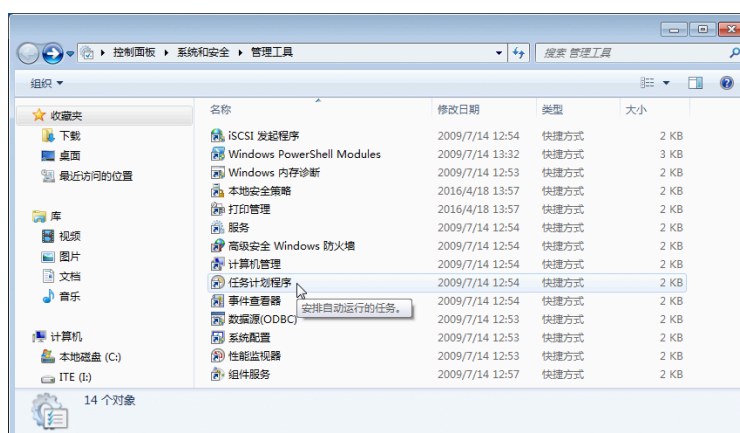 控制面板 ▸ 系统和安全 ▸ 管理工具
搜索 管理工具
组织
收藏夹
下载
桌面
最近访问的位置
库
视频
图片
文档
音乐
计算机
本地磁盘 (C:)
ITE (I:)
名称 修改日期 类型 大小
iSCSI 发起程序 2009/7/14 12:54 快捷方式 2 KB
Windows PowerShell Modules 2009/7/14 13:32 快捷方式 3 KB
Windows 内存诊断 2009/7/14 12:53 快捷方式 2 KB
本地安全策略 2016/4/18 13:57 快捷方式 2 KB
打印管理 2016/4/18 13:57 快捷方式 2 KB
服务 2009/7/14 12:54 快捷方式 2 KB
高级安全 Windows 防火墙 2009/7/14 12:54 快捷方式 2 KB
计算机管理 2009/7/14 12:54 快捷方式 2 KB
任务计划程序 2009/7/14 12:54 快捷方式 2 KB
事件查看器 2009/7/14 12:54 快捷方式 2 KB
安排自动运行的任务。
数据源(ODBC) 2009/7/14 12:53 快捷方式 2 KB
系统配置 2009/7/14 12:53 快捷方式 2 KB
性能监视器 2009/7/14 12:53 快捷方式 2 KB
组件服务 2009/7/14 12:57 快捷方式 2 KB
14 个对象